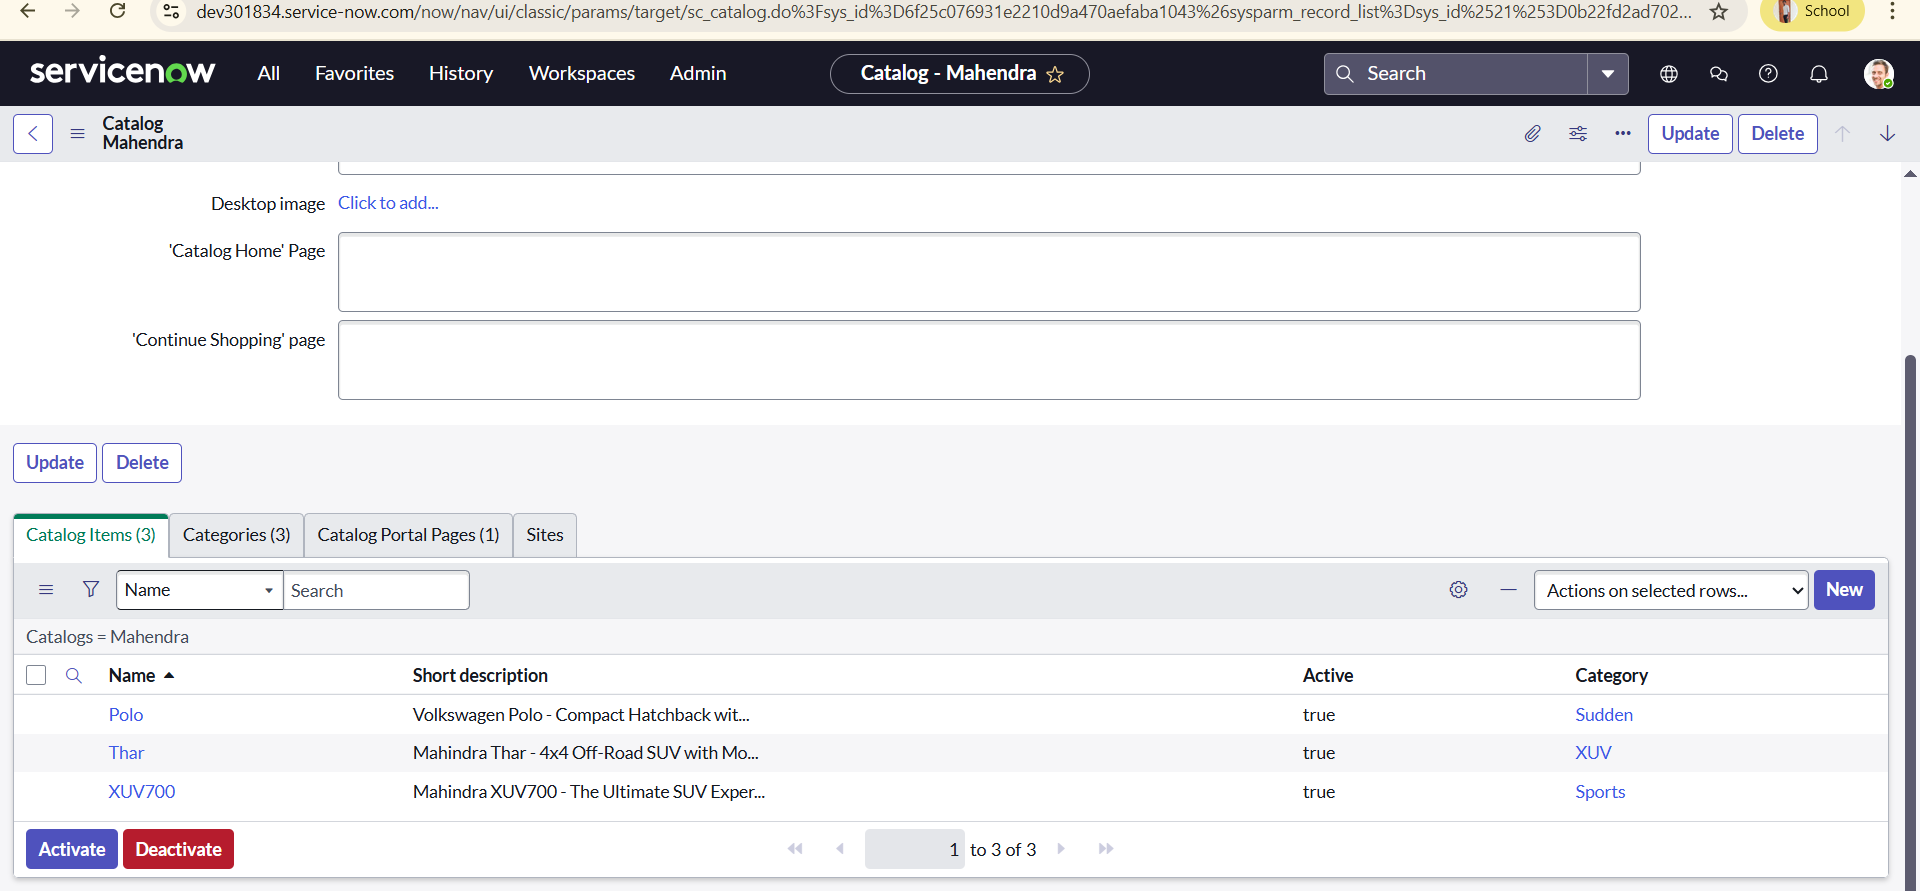 dev301834.service-now.com/now/nav/ui/classic/params/target/sc_catalog.do%3Fsys_id%3D6f25c076931e2210d9a470aefaba1043%26sysparm_record_list%3Dsys_id%2521%253D0b22fd2ad702... School
servicenow All Favorites History Workspaces Admin Catalog - Mahendra Search
Catalog
Mahendra
Update Delete
Desktop image Click to add...
'Catalog Home' Page
'Continue Shopping' page
Update Delete
Catalog Items (3) Categories (3) Catalog Portal Pages (1) Sites
Name Search Actions on selected rows... New
Catalogs = Mahendra
Name Short description Active Category
Polo Volkswagen Polo - Compact Hatchback wit... true Sudden
Thar Mahindra Thar - 4x4 Off-Road SUV with Mo... true XUV
XUV700 Mahindra XUV700 - The Ultimate SUV Exper... true Sports
Activate Deactivate 1 to 3 of 3